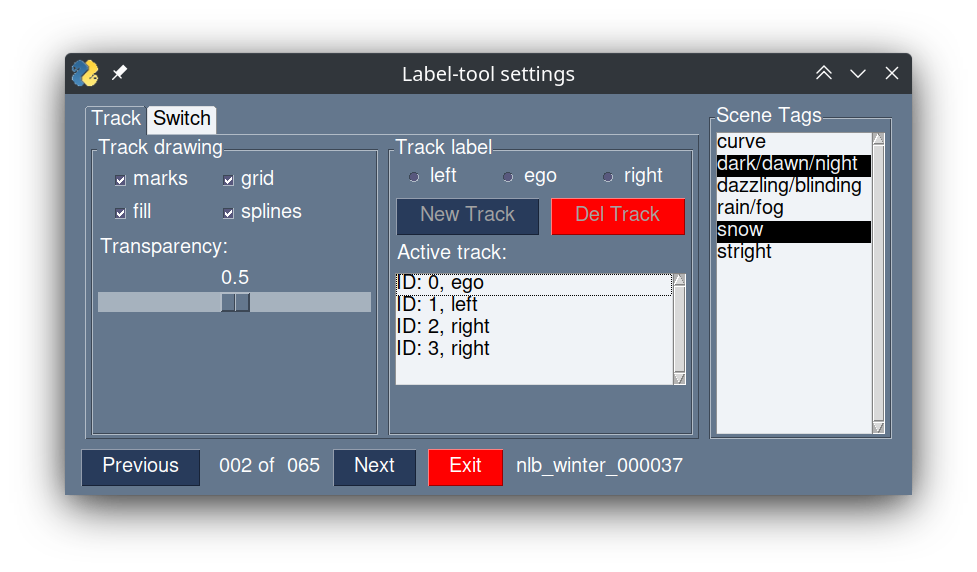 Label-tool settings
Track Switch
Track drawing
marks grid
fill splines
Transparency:
0.5
Track label
left ego right
New Track Del Track
Active track:
ID: 0, ego
ID: 1, left
ID: 2, right
ID: 3, right
Scene Tags
curve
dark/dawn/night
dazzling/blinding
rain/fog
snow
stright
Previous 002 of 065 Next Exit nlb_winter_000037